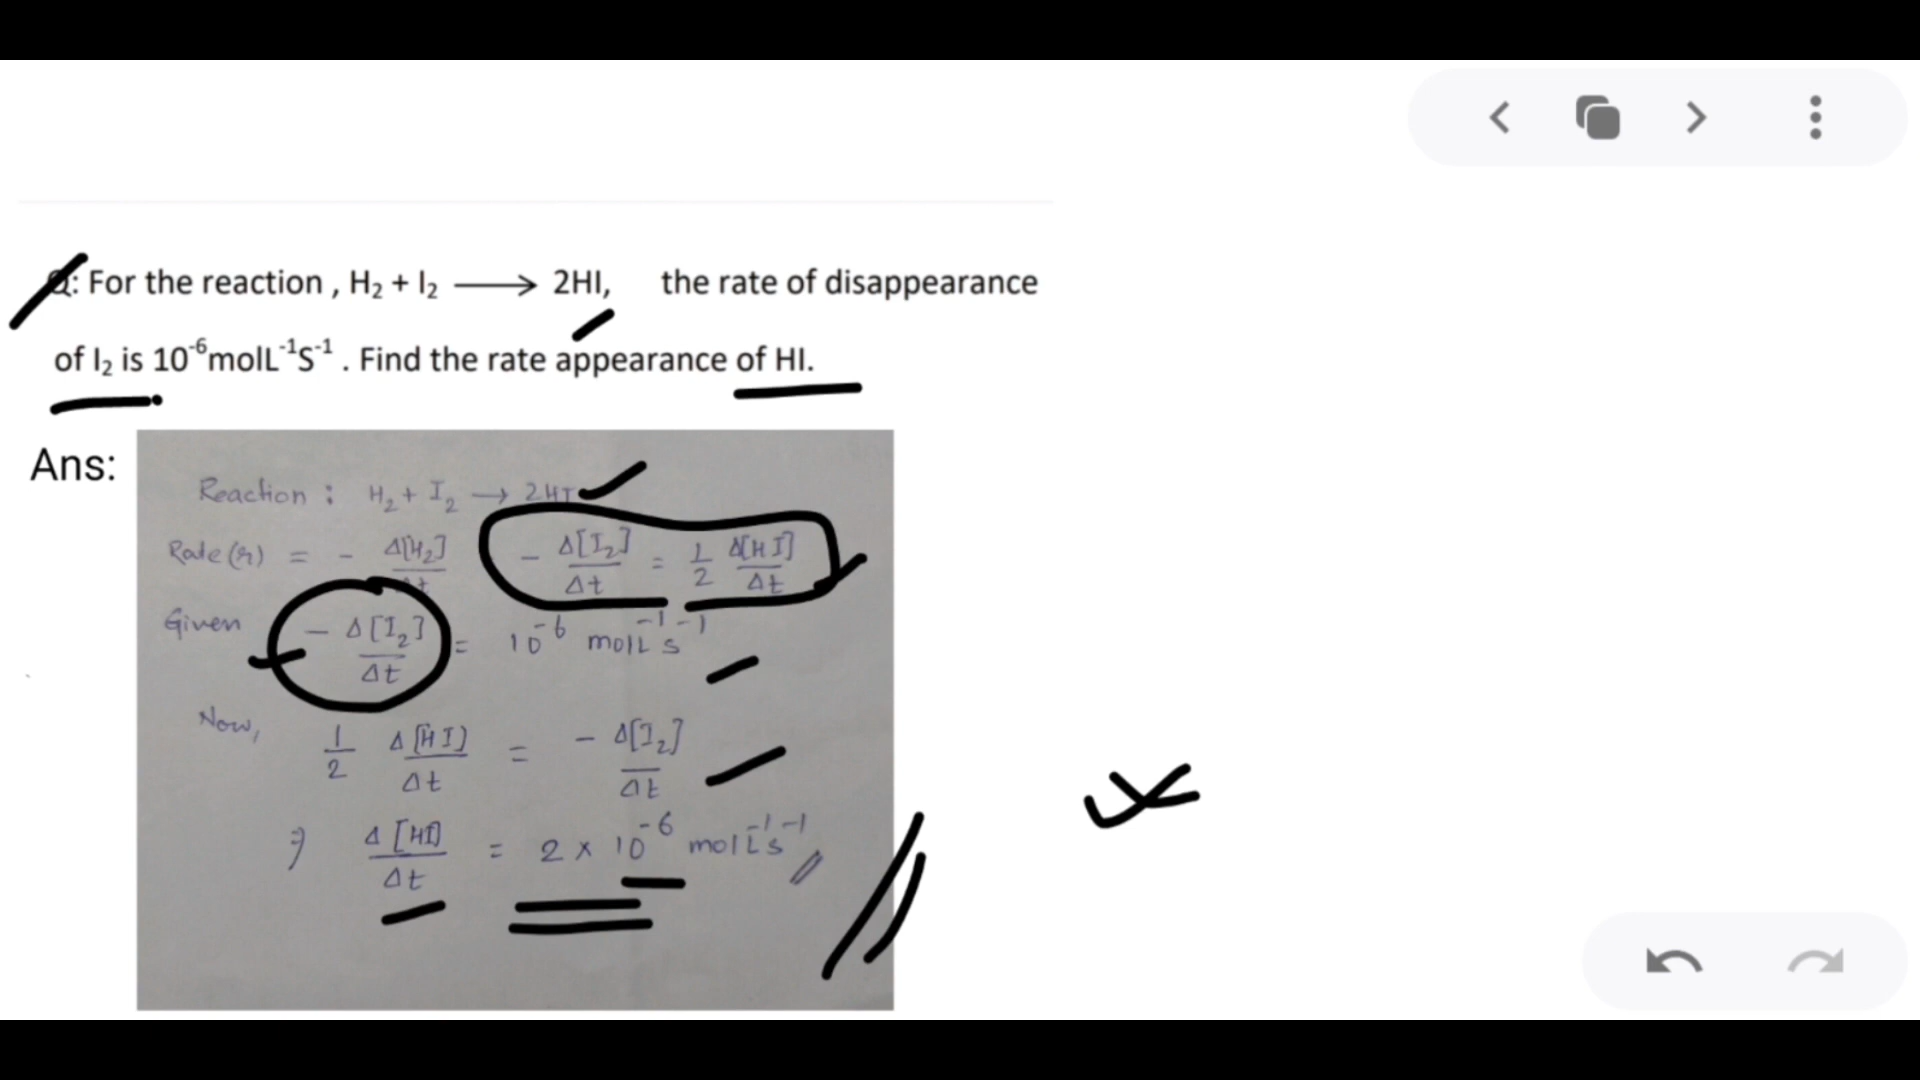 Q: For the reaction , H₂ + I₂ ⟶ 2HI, the rate of disappearance
of I₂ is 10⁻⁶molL⁻¹S⁻¹ . Find the rate appearance of HI.
Ans:
Reaction : H₂ + I₂ → 2HI
Rate (r) = - Δ[H₂]/Δt - Δ[I₂]/Δt = 1/2 Δ[HI]/Δt
Given - Δ[I₂]/Δt = 10⁻⁶ molL⁻¹s⁻¹
Now, 1/2 Δ[HI]/Δt = - Δ[I₂]/Δt
⇒ Δ[HI]/Δt = 2 × 10⁻⁶ molL⁻¹s⁻¹